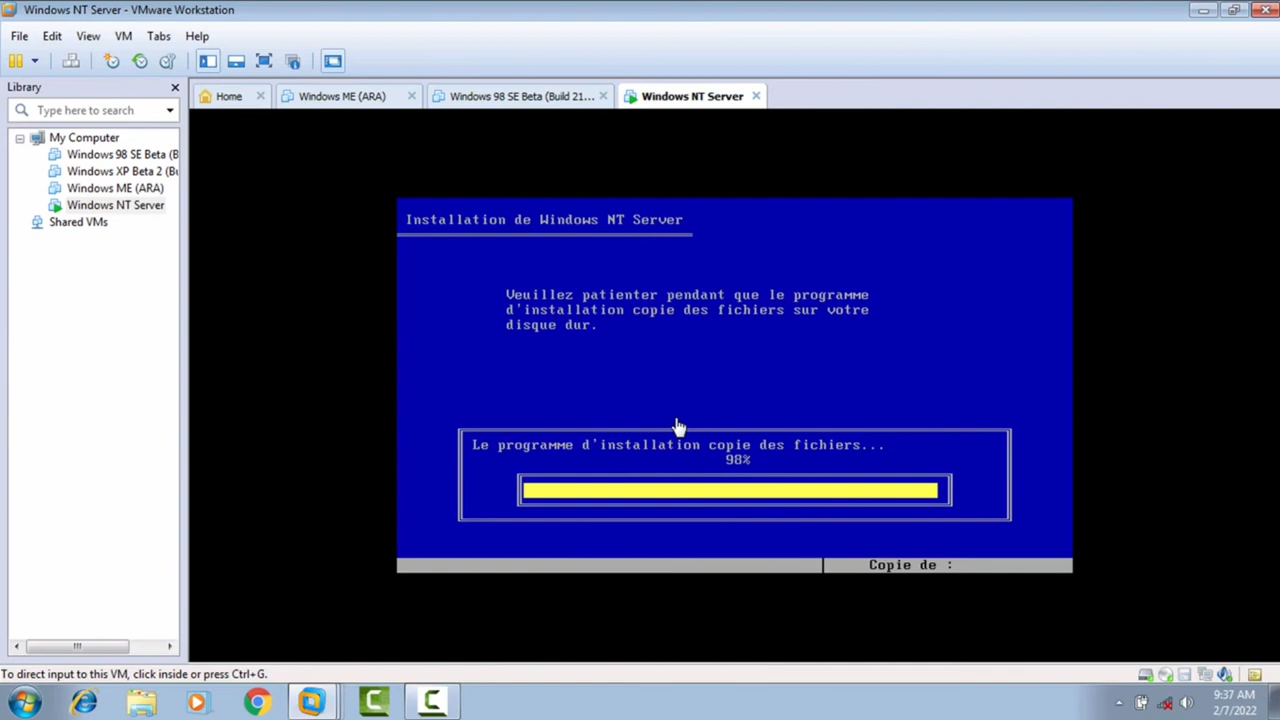 Windows NT Server - VMware Workstation
File Edit View VM Tabs Help
Library
Type here to search
Home
Windows ME (ARA)
Windows 98 SE Beta (Build 21...
Windows NT Server
My Computer
Windows 98 SE Beta (B
Windows XP Beta 2 (Bu
Windows ME (ARA)
Windows NT Server
Shared VMs
Installation de Windows NT Server
Veuillez patienter pendant que le programme
d'installation copie des fichiers sur votre
disque dur.
Le programme d'installation copie des fichiers...
98%
Copie de :
To direct input to this VM, click inside or press Ctrl+G.
9:37 AM
2/7/2022